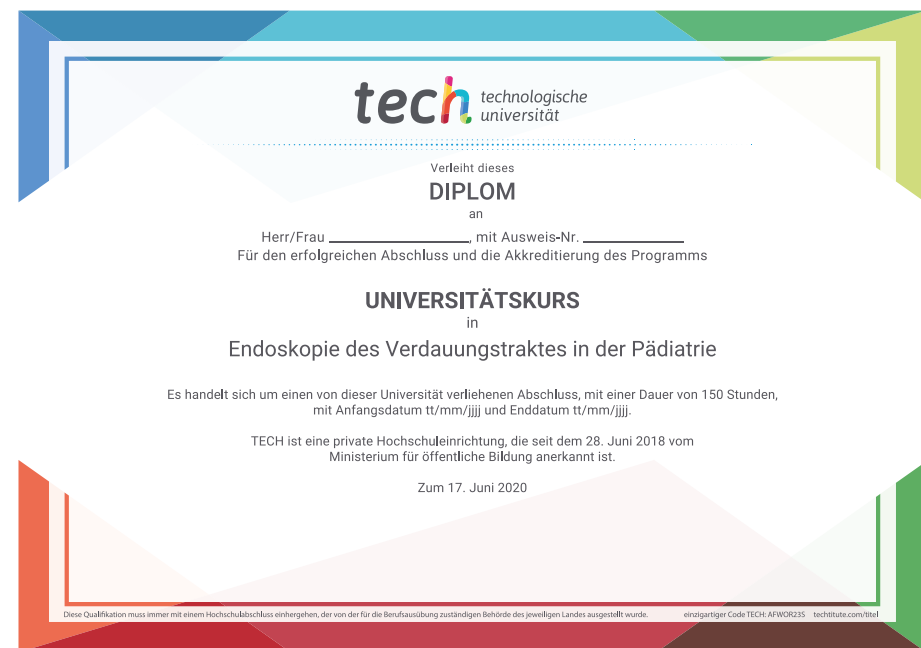 tech technologische
universität
Verleiht dieses
DIPLOM
an
Herr/Frau ____________________, mit Ausweis-Nr. ______________
Für den erfolgreichen Abschluss und die Akkreditierung des Programms
UNIVERSITÄTSKURS
in
Endoskopie des Verdauungstraktes in der Pädiatrie
Es handelt sich um einen von dieser Universität verliehenen Abschluss, mit einer Dauer von 150 Stunden,
mit Anfangsdatum tt/mm/jjjj und Enddatum tt/mm/jjjj.
TECH ist eine private Hochschuleinrichtung, die seit dem 28. Juni 2018 vom
Ministerium für öffentliche Bildung anerkannt ist.
Zum 17. Juni 2020
Diese Qualifikation muss immer mit einem Hochschulabschluss einhergehen, der von der für die Berufsausübung zuständigen Behörde des jeweiligen Landes ausgestellt wurde. einzigartiger Code TECH: AFWOR23S techtitute.com/titel